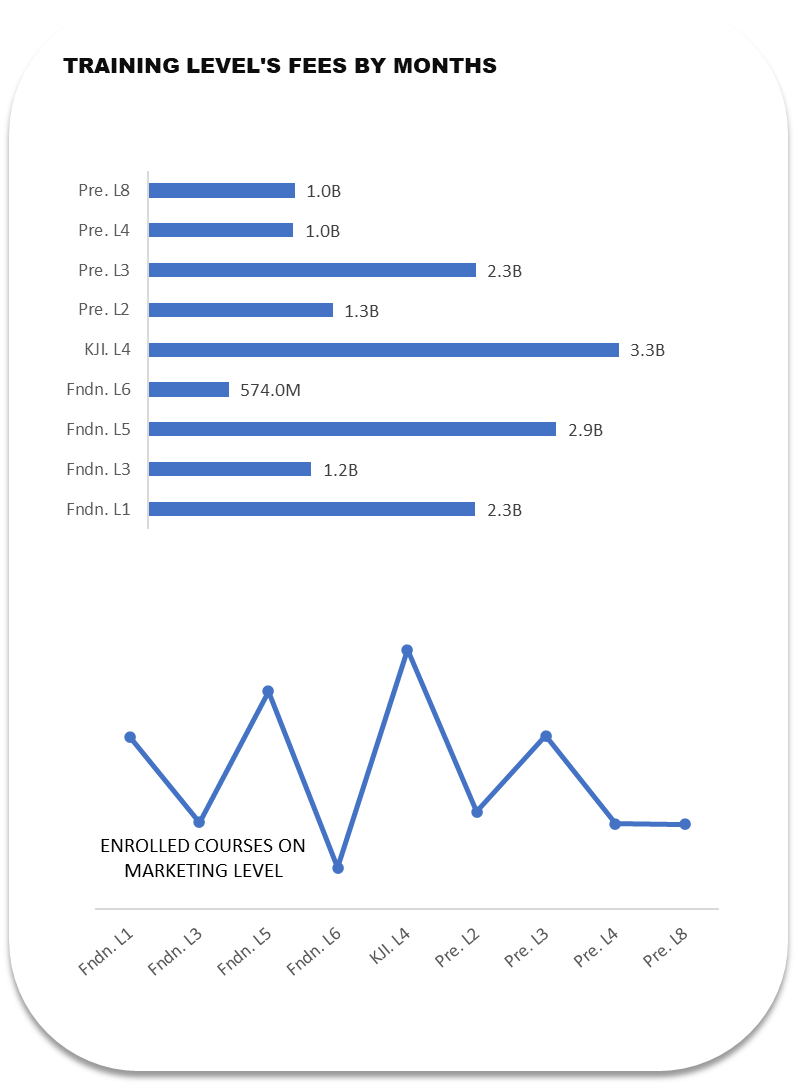 TRAINING LEVEL'S FEES BY MONTHS
Pre. L8 1.0B
Pre. L4 1.0B
Pre. L3 2.3B
Pre. L2 1.3B
KJI. L4 3.3B
Fndn. L6 574.0M
Fndn. L5 2.9B
Fndn. L3 1.2B
Fndn. L1 2.3B
ENROLLED COURSES ON
MARKETING LEVEL
Fndn. L1 Fndn. L3 Fndn. L5 Fndn. L6 KJI. L4 Pre. L2 Pre. L3 Pre. L4 Pre. L8